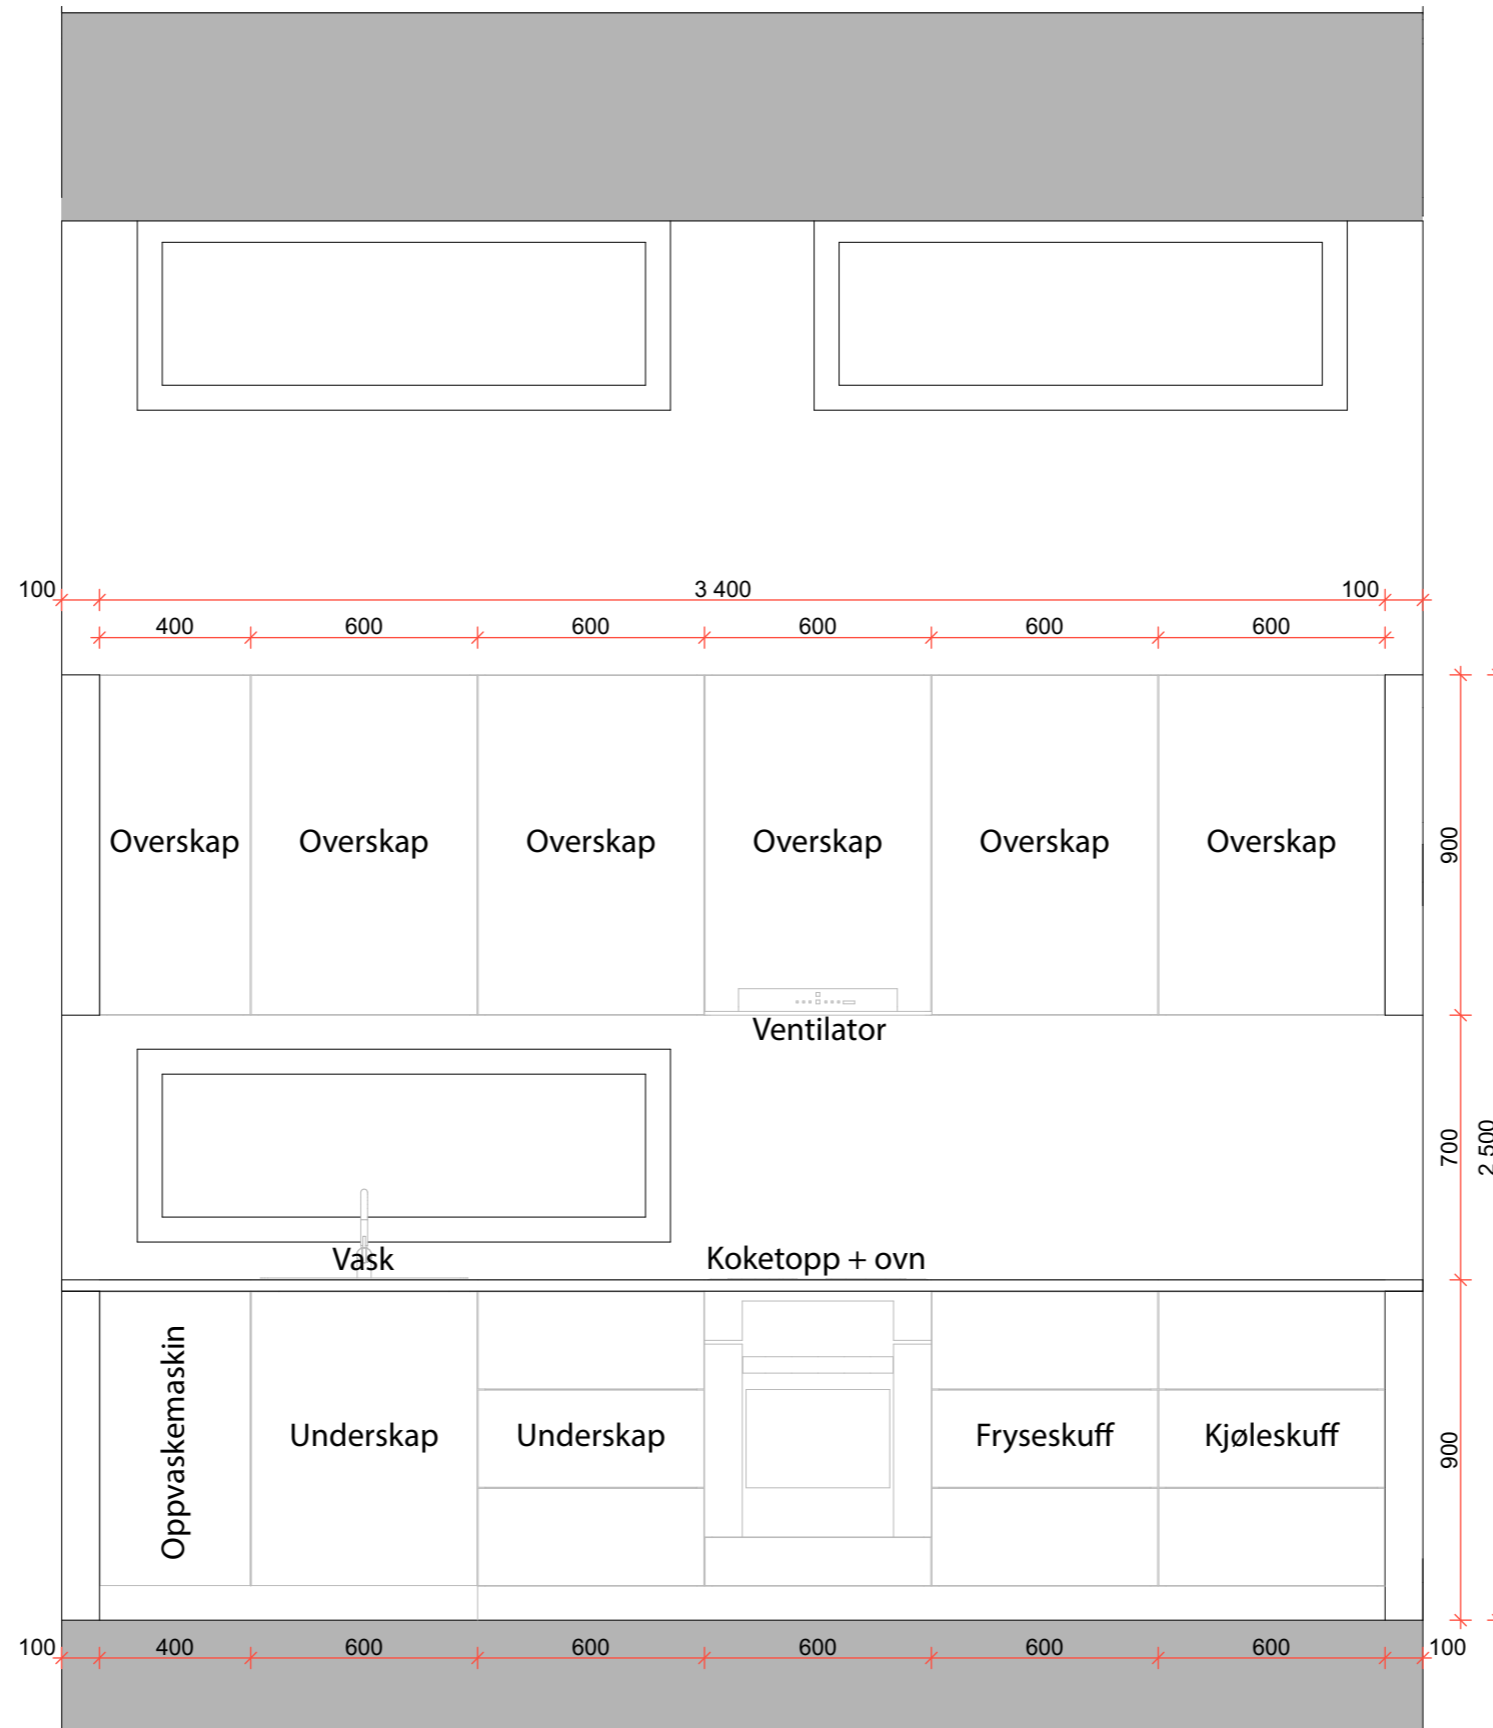 100 3 400 100
400 600 600 600 600 600
Overskap Overskap Overskap Overskap Overskap Overskap
900
Ventilator
700
2 500
Vask Koketopp + ovn
Oppvaskemaskin
Underskap Underskap Fryseskuff Kjøleskuff
900
100 400 600 600 600 600 600 100